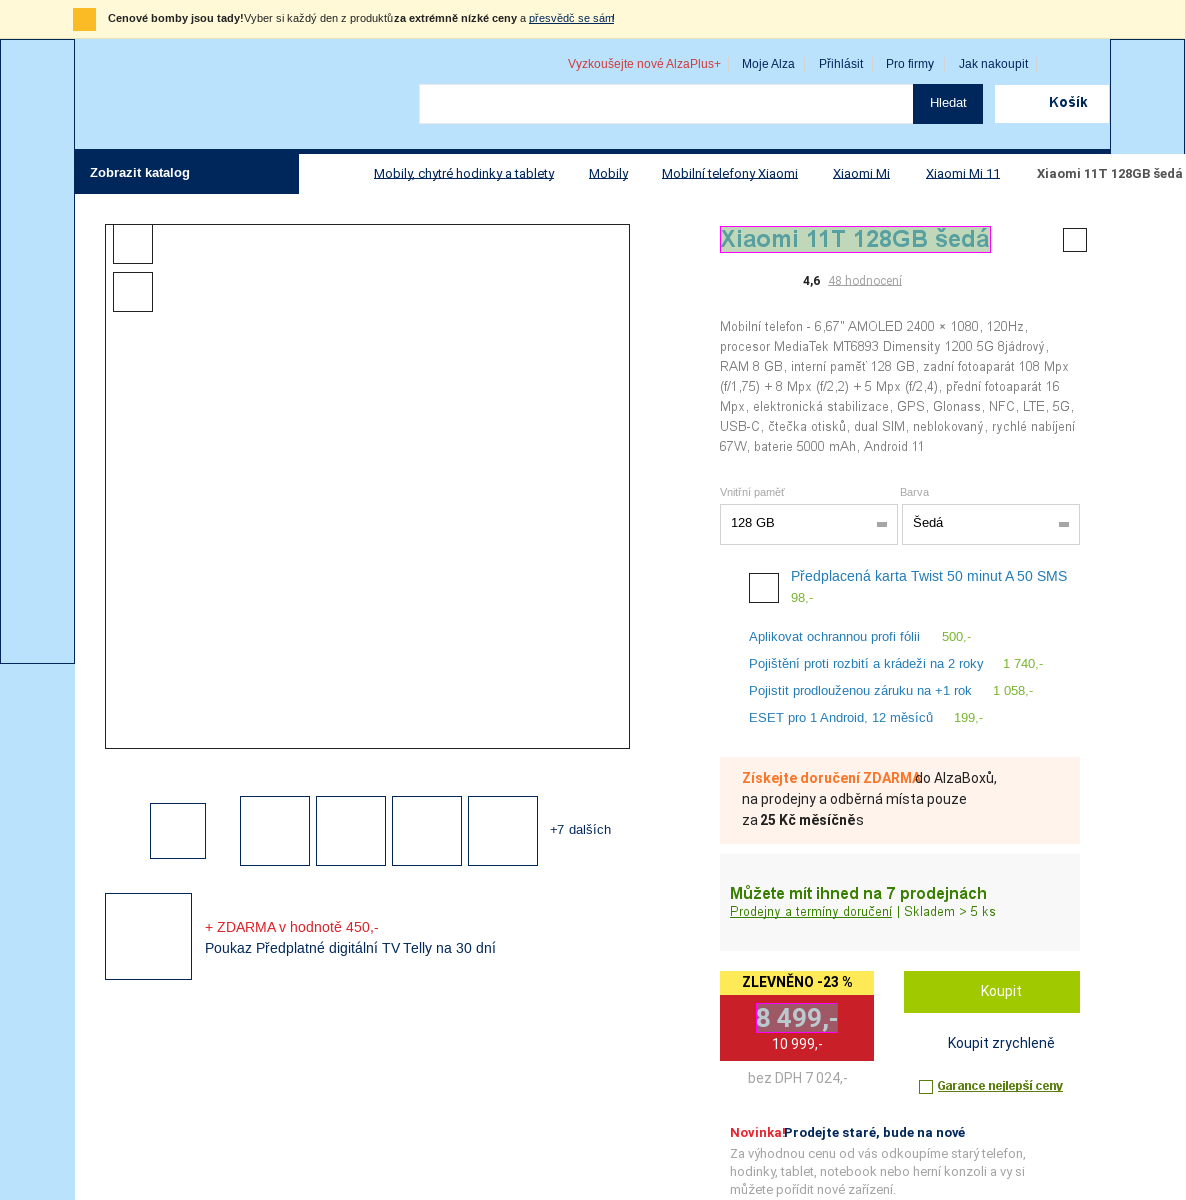 Cenové bomby jsou tady!Vyber si každý den z produktů za extrémně nízké ceny a přesvědč se sám!
Vyzkoušejte nové AlzaPlus+
Moje Alza
Přihlásit
Pro firmy
Jak nakoupit
Hledat
Košík
Zobrazit katalog
Mobily, chytré hodinky a tablety
Mobily
Mobilní telefony Xiaomi
Xiaomi Mi
Xiaomi Mi 11
Xiaomi 11T 128GB šedá
Xiaomi 11T 128GB šedá
4,6 48 hodnocení
Mobilní telefon - 6,67" AMOLED 2400 × 1080, 120Hz,
procesor MediaTek MT6893 Dimensity 1200 5G 8jádrový,
RAM 8 GB, interní paměť 128 GB, zadní fotoaparát 108 Mpx
(f/1,75) + 8 Mpx (f/2,2) + 5 Mpx (f/2,4), přední fotoaparát 16
Mpx, elektronická stabilizace, GPS, Glonass, NFC, LTE, 5G,
USB-C, čtečka otisků, dual SIM, neblokovaný, rychlé nabíjení
67W, baterie 5000 mAh, Android 11
Vnitřní paměť
Barva
128 GB
Šedá
Předplacená karta Twist 50 minut A 50 SMS
98,-
Aplikovat ochrannou profi fólii 500,-
Pojištění proti rozbití a krádeži na 2 roky 1 740,-
Pojistit prodlouženou záruku na +1 rok 1 058,-
ESET pro 1 Android, 12 měsíců 199,-
Získejte doručení ZDARMA do AlzaBoxů,
na prodejny a odběrná místa pouze
za 25 Kč měsíčně s
+7 dalších
Můžete mít ihned na 7 prodejnách
Prodejny a termíny doručení | Skladem > 5 ks
+ ZDARMA v hodnotě 450,-
Poukaz Předplatné digitální TV Telly na 30 dní
ZLEVNĚNO -23 %
8 499,-
10 999,-
bez DPH 7 024,-
Koupit
Koupit zrychleně
Garance nejlepší ceny
Novinka! Prodejte staré, bude na nové
Za výhodnou cenu od vás odkoupíme starý telefon,
hodinky, tablet, notebook nebo herní konzoli a vy si
můžete pořídit nové zařízení.